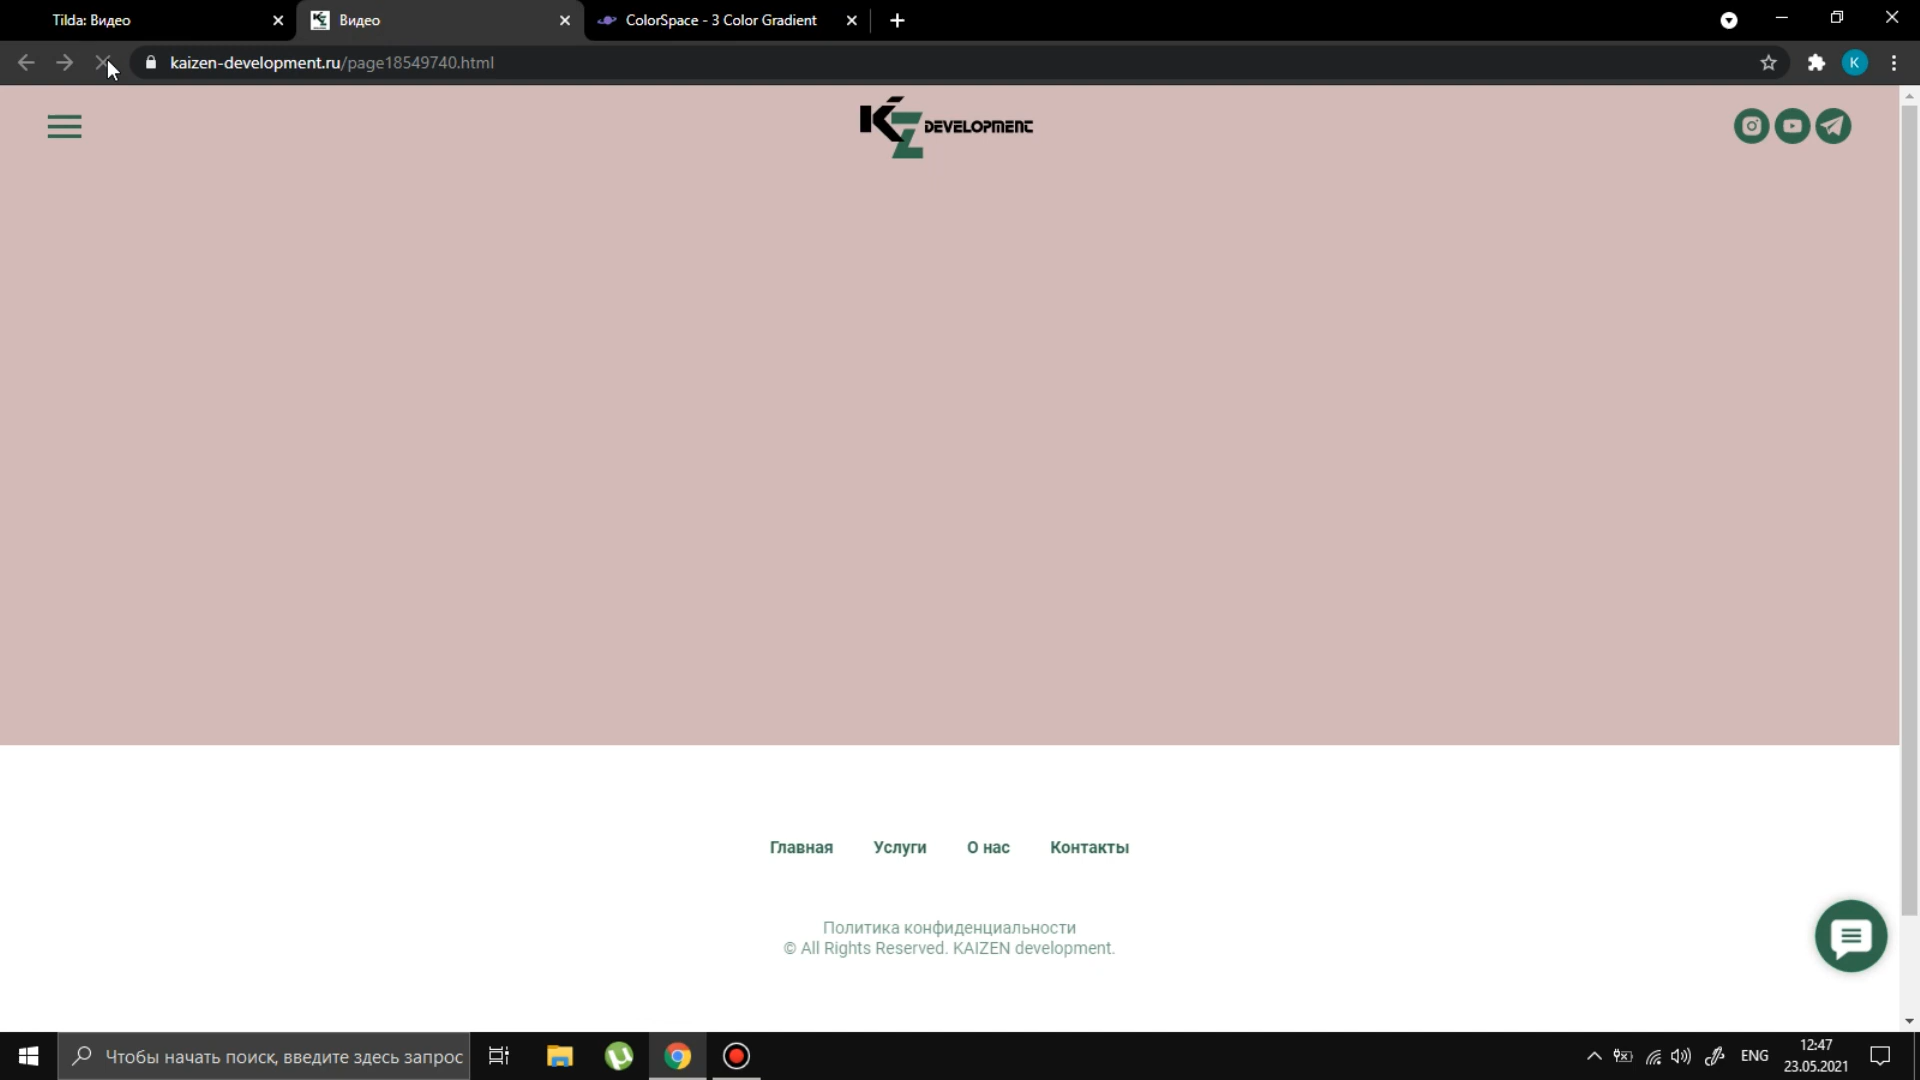 Tilda: Видео
Видео
ColorSpace - 3 Color Gradient
kaizen-development.ru/page18549740.html
K
KZ DEVELOPMENT
Главная Услуги О нас Контакты
Политика конфиденциальности
© All Rights Reserved. KAIZEN development.
Чтобы начать поиск, введите здесь запрос
ENG
12:47
23.05.2021